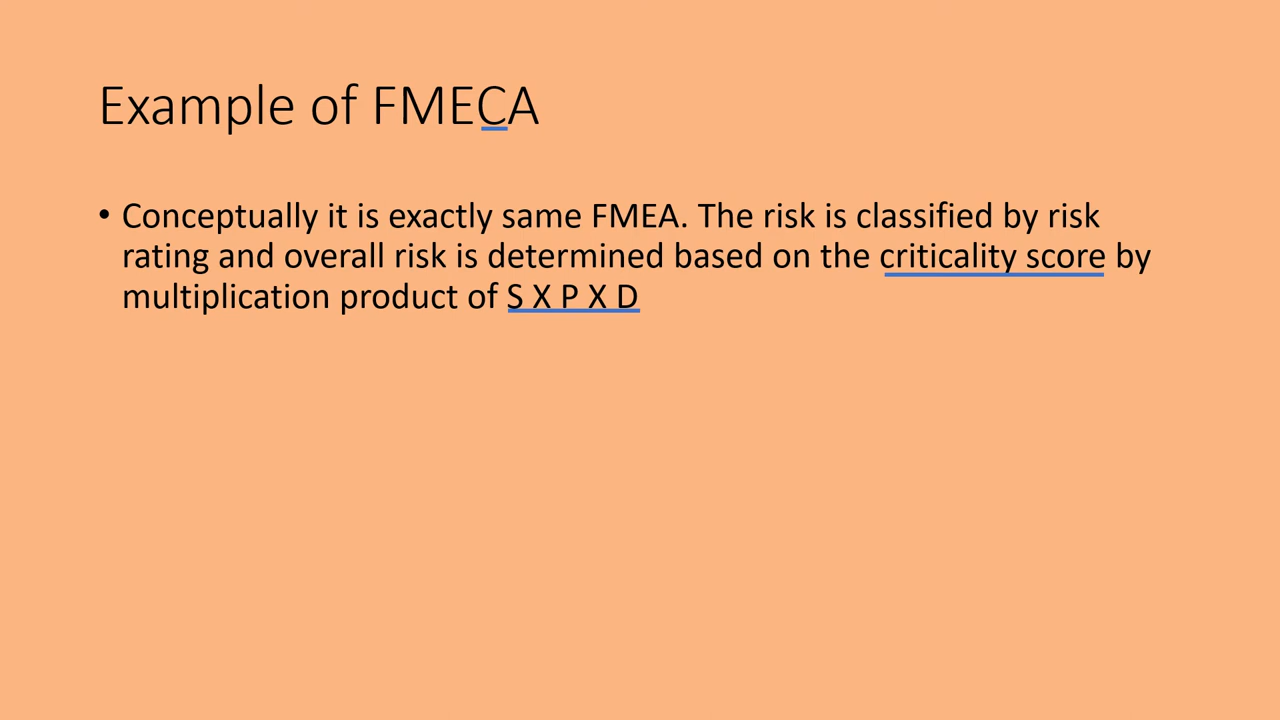 Example of FMECA
• Conceptually it is exactly same FMEA. The risk is classified by risk
rating and overall risk is determined based on the criticality score by
multiplication product of S X P X D